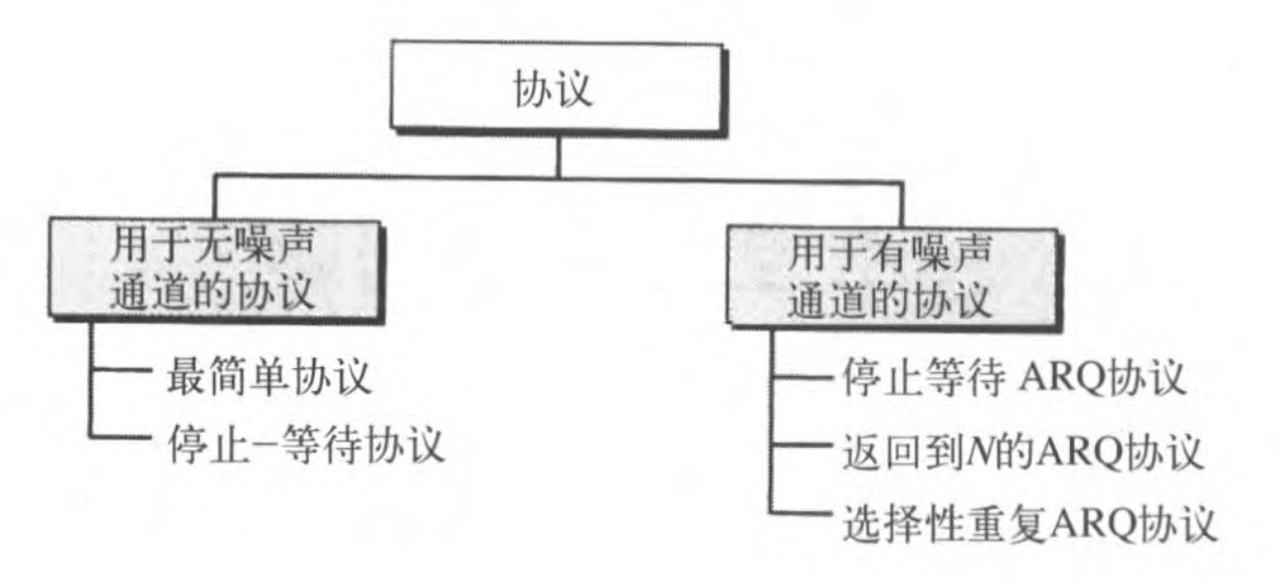 协议
用于无噪声
通道的协议
最简单协议
停止-等待协议
用于有噪声
通道的协议
停止等待 ARQ协议
返回到N的ARQ协议
选择性重复ARQ协议